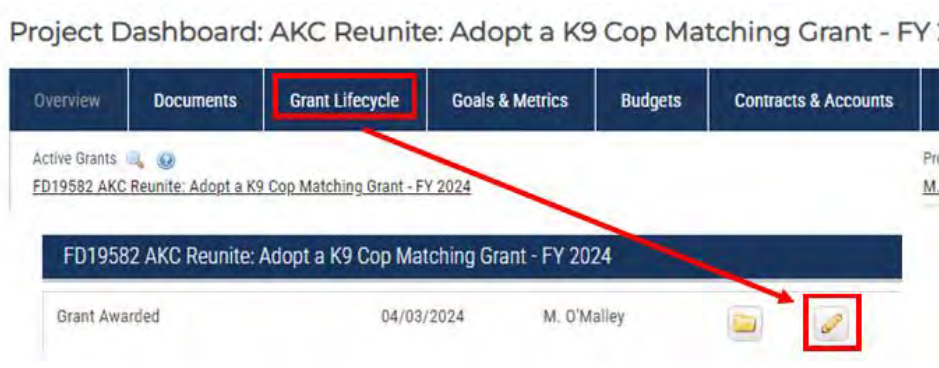 Project Dashboard: AKC Reunite: Adopt a K9 Cop Matching Grant - FY
Overview Documents Grant Lifecycle Goals & Metrics Budgets Contracts & Accounts
Active Grants
FD19582 AKC Reunite: Adopt a K9 Cop Matching Grant - FY 2024
M.
FD19582 AKC Reunite: Adopt a K9 Cop Matching Grant - FY 2024
Grant Awarded 04/03/2024 M. O'Malley